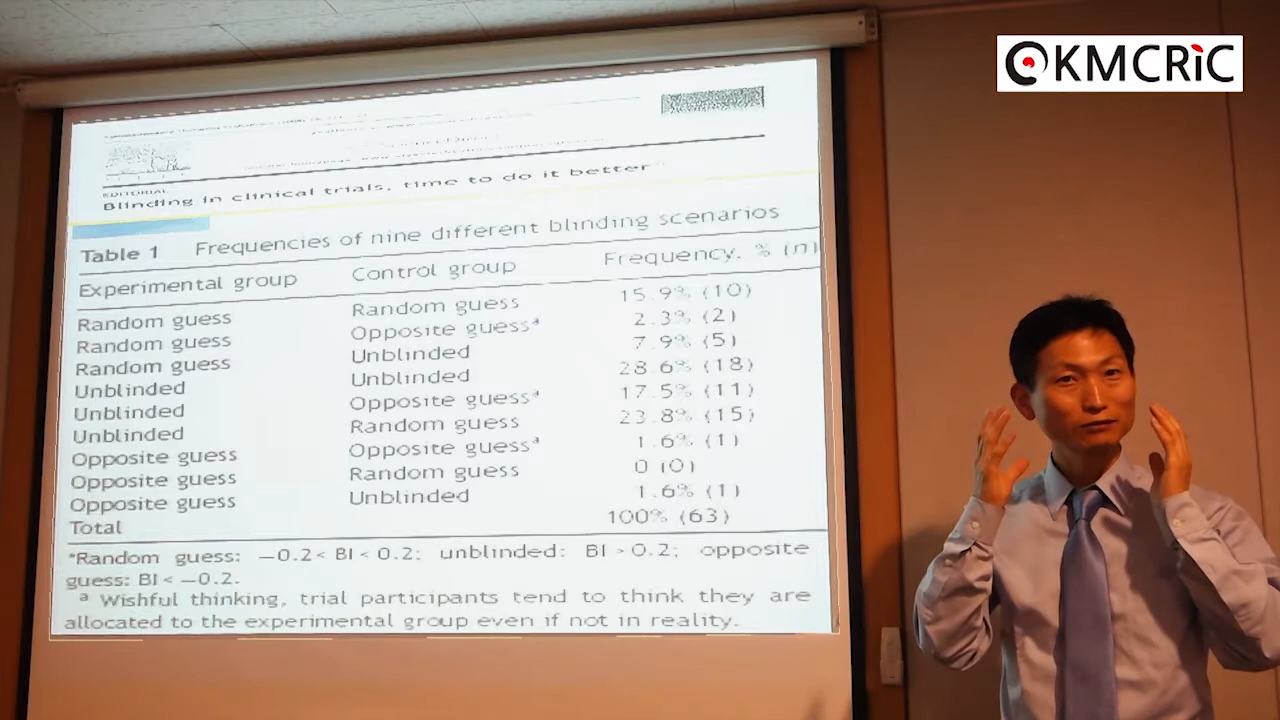 KMCRiC
EDITORIAL
Blinding in clinical trials, time to do it better
Table 1 Frequencies of nine different blinding scenarios
Experimental group Control group Frequency, % (n)
Random guess Random guess 15.9% (10)
Random guess Opposite guessᵃ 2.3% (2)
Random guess Unblinded 7.9% (5)
Unblinded Unblinded 28.6% (18)
Unblinded Opposite guessᵃ 17.5% (11)
Unblinded Random guess 23.8% (15)
Opposite guess Opposite guessᵃ 1.6% (1)
Opposite guess Random guess 0 (0)
Opposite guess Unblinded 1.6% (1)
Total 100% (63)
*Random guess: −0.2< BI < 0.2; unblinded: BI > 0.2; opposite
guess: BI < −0.2.
ᵃ Wishful thinking, trial participants tend to think they are
allocated to the experimental group even if not in reality.